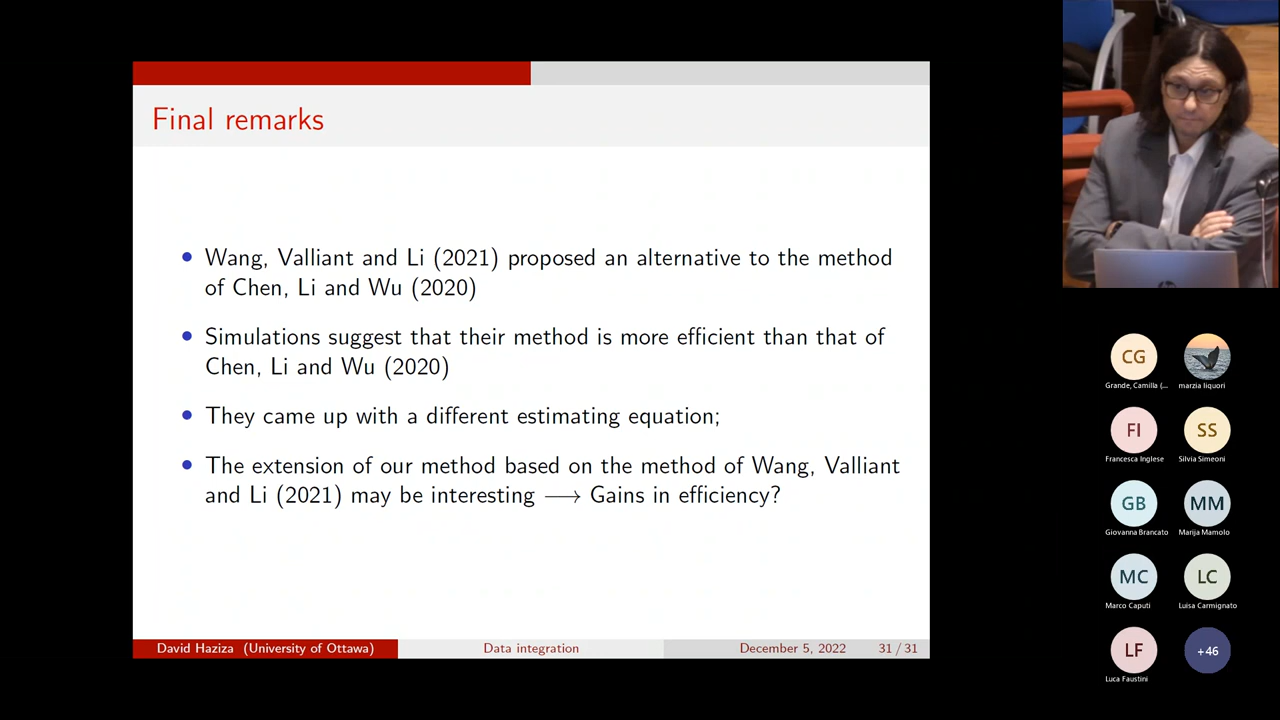 Final remarks
• Wang, Valliant and Li (2021) proposed an alternative to the method
of Chen, Li and Wu (2020)
• Simulations suggest that their method is more efficient than that of
Chen, Li and Wu (2020)
• They came up with a different estimating equation;
• The extension of our method based on the method of Wang, Valliant
and Li (2021) may be interesting ⟶ Gains in efficiency?
David Haziza (University of Ottawa)
Data integration
December 5, 2022
31 / 31
CG
Grande, Camilla (...
marzia liquori
FI
Francesca Inglese
SS
Silvia Simeoni
GB
Giovanna Brancato
MM
Marija Mamolo
MC
Marco Caputi
LC
Luisa Carmignato
LF
Luca Faustini
+46